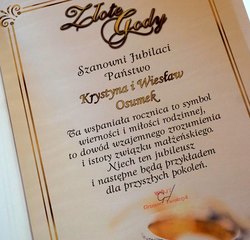 Złote
Gody
Szanowni Jubilaci
Państwo
Krystyna i Wiesław
Osumek
Ta wspaniała rocznica to symbol
wierności i miłości rodzinnej,
to dowód wzajemnego zrozumienia
i istoty związku małżeńskiego.
Niech ten jubileusz
i następne będą przykładem
dla przyszłych pokoleń.